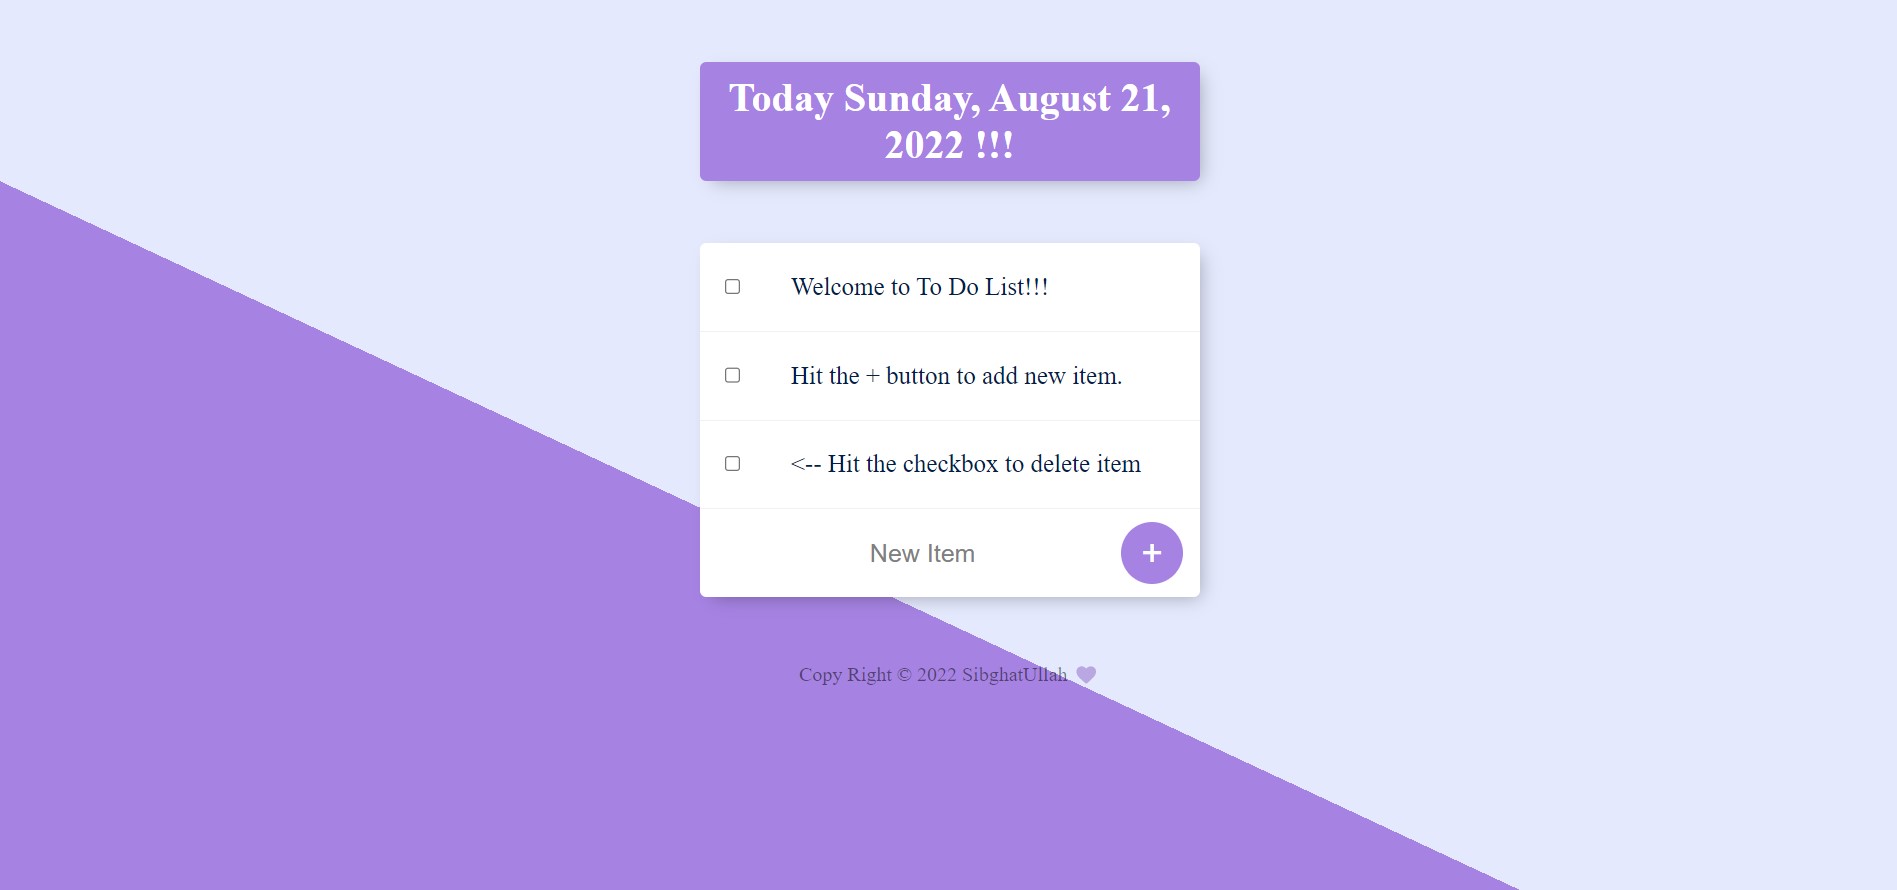 Today Sunday, August 21,
2022 !!!
Welcome to To Do List!!!
Hit the + button to add new item.
<-- Hit the checkbox to delete item
New Item +
Copy Right © 2022 SibghatUllah